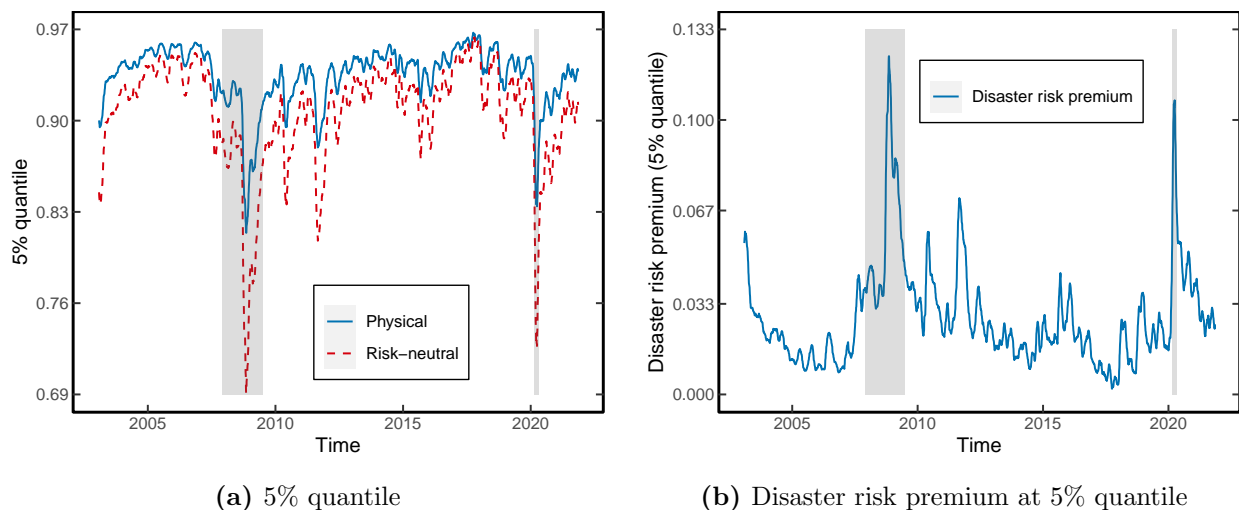 0.97
0.90
0.83
0.76
0.69
5% quantile
Physical
Risk−neutral
2005
2010
2015
2020
Time
(a) 5% quantile
0.133
0.100
0.067
0.033
0.000
Disaster risk premium (5% quantile)
Disaster risk premium
2005
2010
2015
2020
Time
(b) Disaster risk premium at 5% quantile